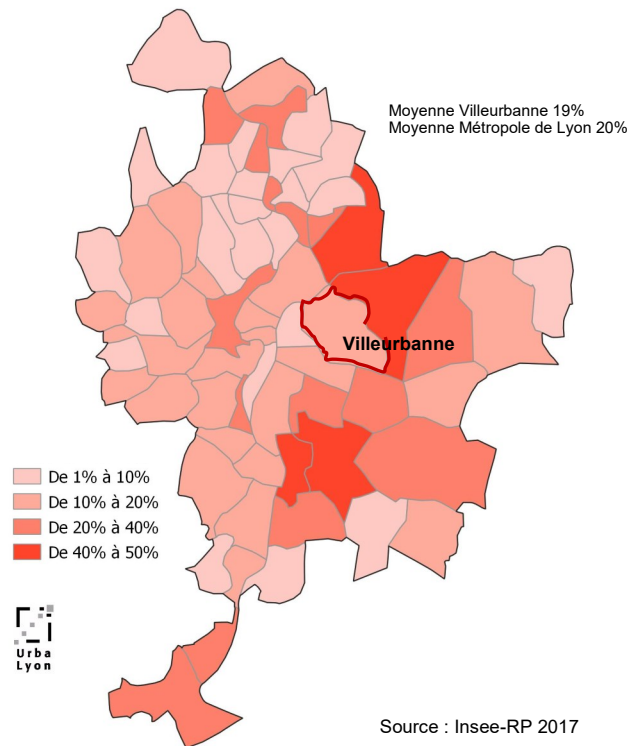 Moyenne Villeurbanne 19%
Moyenne Métropole de Lyon 20%
Villeurbanne
De 1% à 10%
De 10% à 20%
De 20% à 40%
De 40% à 50%
Urba
Lyon
Source : Insee-RP 2017